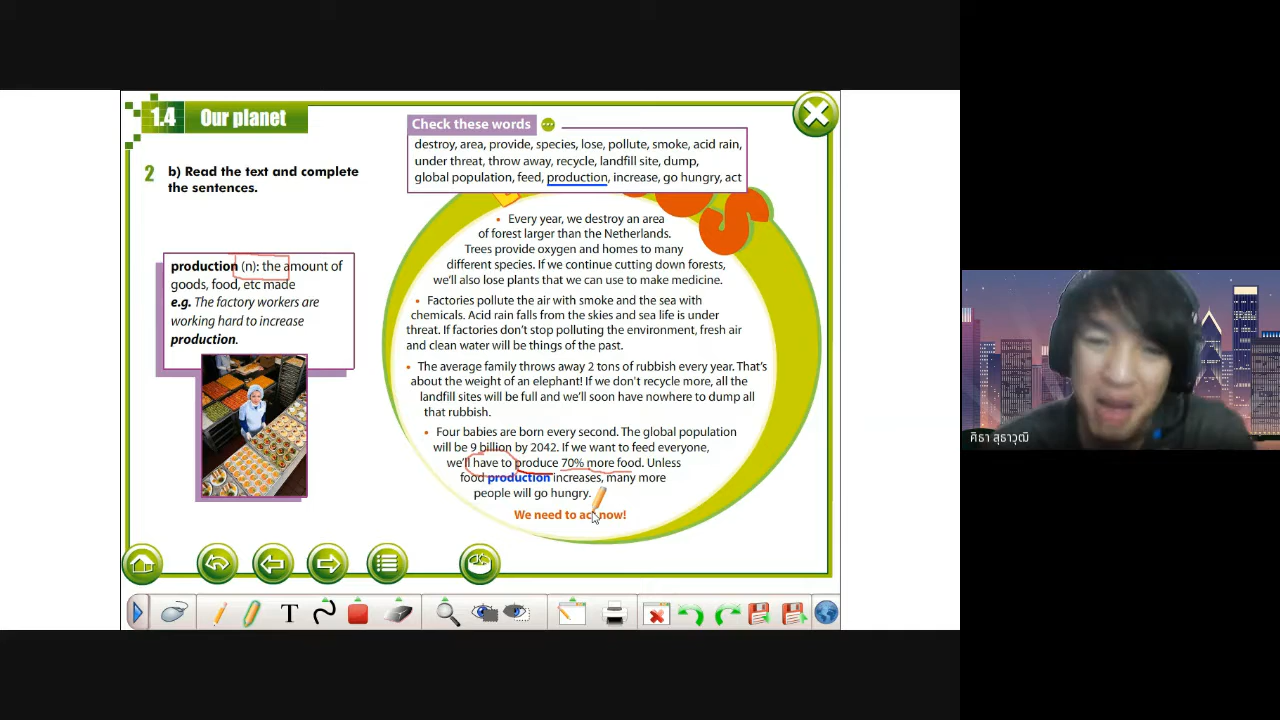 1.4 Our planet
Check these words
destroy, area, provide, species, lose, pollute, smoke, acid rain,
under threat, throw away, recycle, landfill site, dump,
global population, feed, production, increase, go hungry, act
2 b) Read the text and complete
the sentences.
production (n): the amount of
goods, food, etc made
e.g. The factory workers are
working hard to increase
production.
• Every year, we destroy an area
of forest larger than the Netherlands.
Trees provide oxygen and homes to many
different species. If we continue cutting down forests,
we'll also lose plants that we can use to make medicine.
• Factories pollute the air with smoke and the sea with
chemicals. Acid rain falls from the skies and sea life is under
threat. If factories don't stop polluting the environment, fresh air
and clean water will be things of the past.
• The average family throws away 2 tons of rubbish every year. That's
about the weight of an elephant! If we don't recycle more, all the
landfill sites will be full and we'll soon have nowhere to dump all
that rubbish.
• Four babies are born every second. The global population
will be 9 billion by 2042. If we want to feed everyone,
we'll have to produce 70% more food. Unless
food production increases, many more
people will go hungry.
We need to act now!
T
ศิธา สุธาวุฒิ